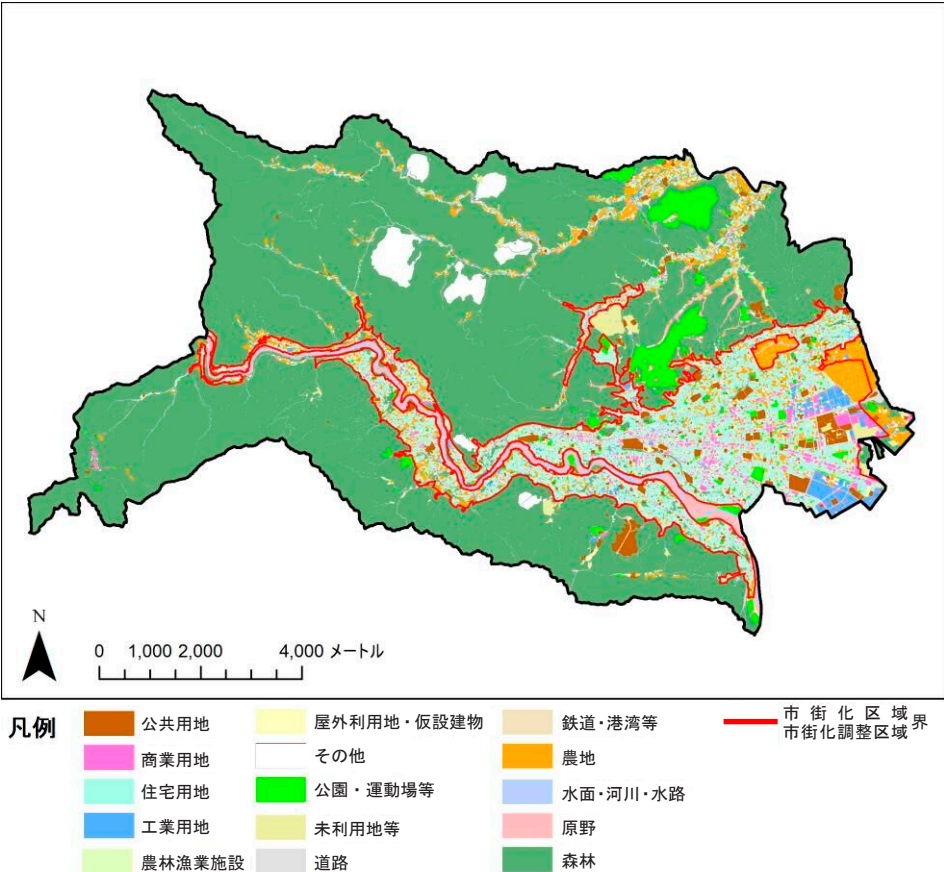 N
0 1,000 2,000 4,000 メートル
凡例
公共用地
商業用地
住宅用地
工業用地
農林漁業施設
屋外利用地・仮設建物
その他
公園・運動場等
未利用地等
道路
鉄道・港湾等
農地
水面・河川・水路
原野
森林
市街化区域
市街化調整区域
界